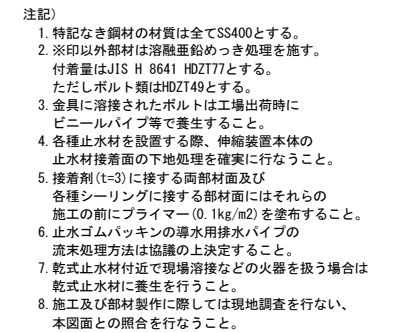 注記）
1. 特記なき鋼材の材質は全てSS400とする。
2. ※印以外部材は溶融亜鉛めっき処理を施す。
付着量はJIS H 8641 HDZT77とする。
ただしボルト類はHDZT49とする。
3. 金具に溶接されたボルトは工場出荷時に
ビニールパイプ等で養生すること。
4. 各種止水材を設置する際、伸縮装置本体の
止水材接着面の下地処理を確実に行なうこと。
5. 接着剤(t=3)に接する両部材面及び
各種シーリングに接する部材面にはそれらの
施工の前にプライマー(0.1kg/m2)を塗布すること。
6. 止水ゴムパッキンの導水用排水パイプの
流末処理方法は協議の上決定すること。
7. 乾式止水材付近で現場溶接などの火器を扱う場合は
乾式止水材に養生を行うこと。
8. 施工及び部材製作に際しては現地調査を行ない、
本図面との照合を行なうこと。